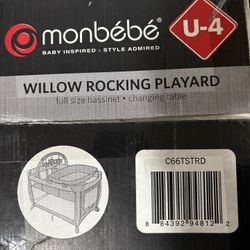 monbébé
BABY INSPIRED - STYLE ADMIRED
U-4
WILLOW ROCKING PLAYARD
full size bassinet • changing table
C66TSTRD
8 84392 94812 2